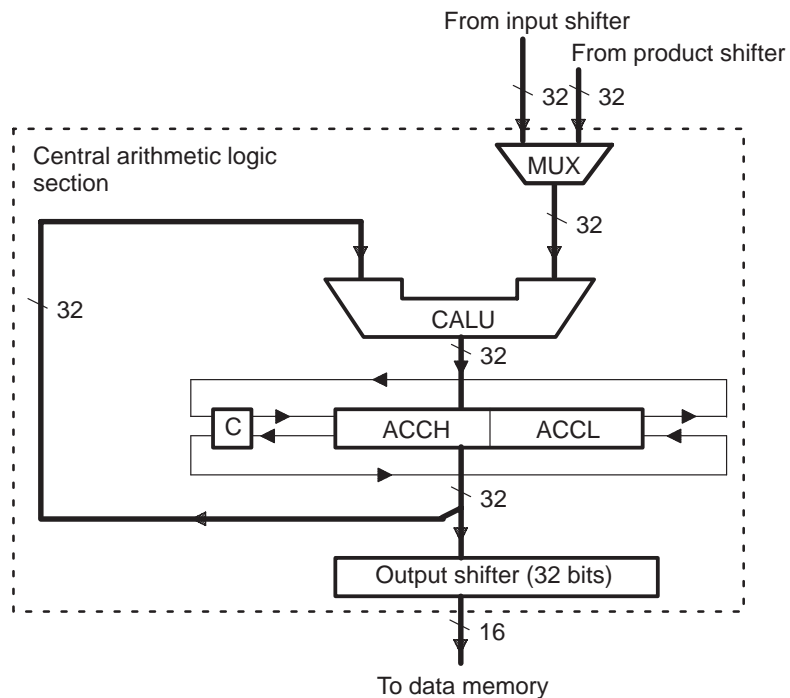 From input shifter
From product shifter
32
32
Central arithmetic logic
section
MUX
32
32
CALU
32
C
ACCH
ACCL
32
Output shifter (32 bits)
16
To data memory